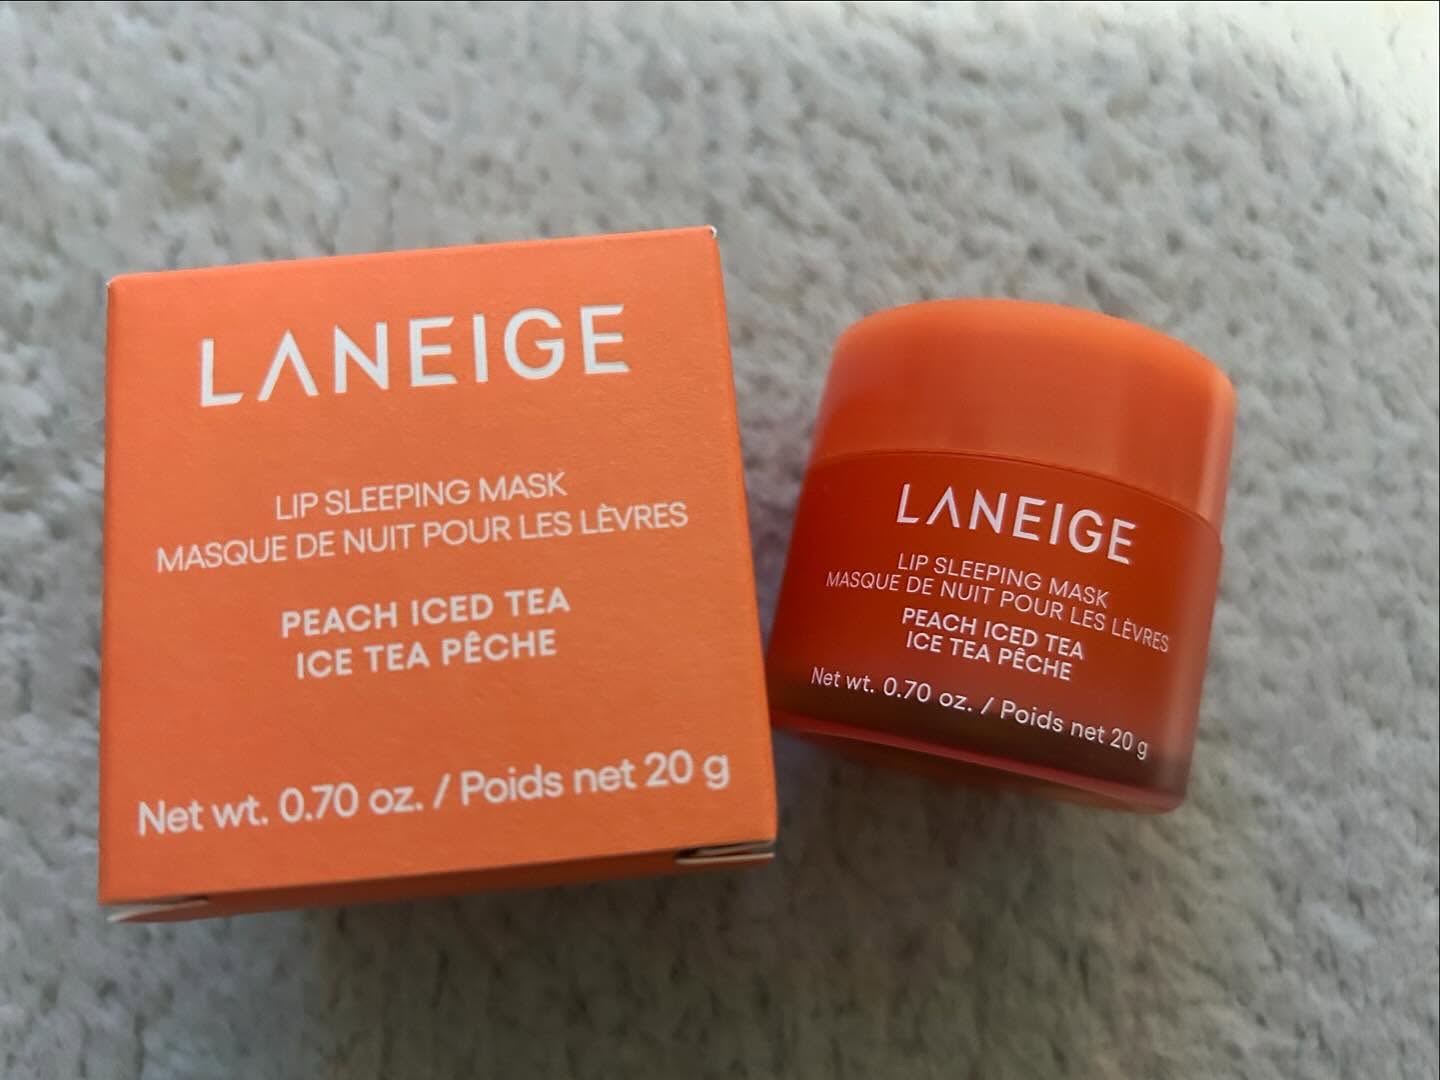 LANEIGE
LIP SLEEPING MASK
MASQUE DE NUIT POUR LES LÈVRES
PEACH ICED TEA
ICE TEA PÊCHE
Net wt. 0.70 oz. / Poids net 20 g
LANEIGE
LIP SLEEPING MASK
MASQUE DE NUIT POUR LES LÈVRES
PEACH ICED TEA
ICE TEA PÊCHE
Net wt. 0.70 oz. / Poids net 20 g